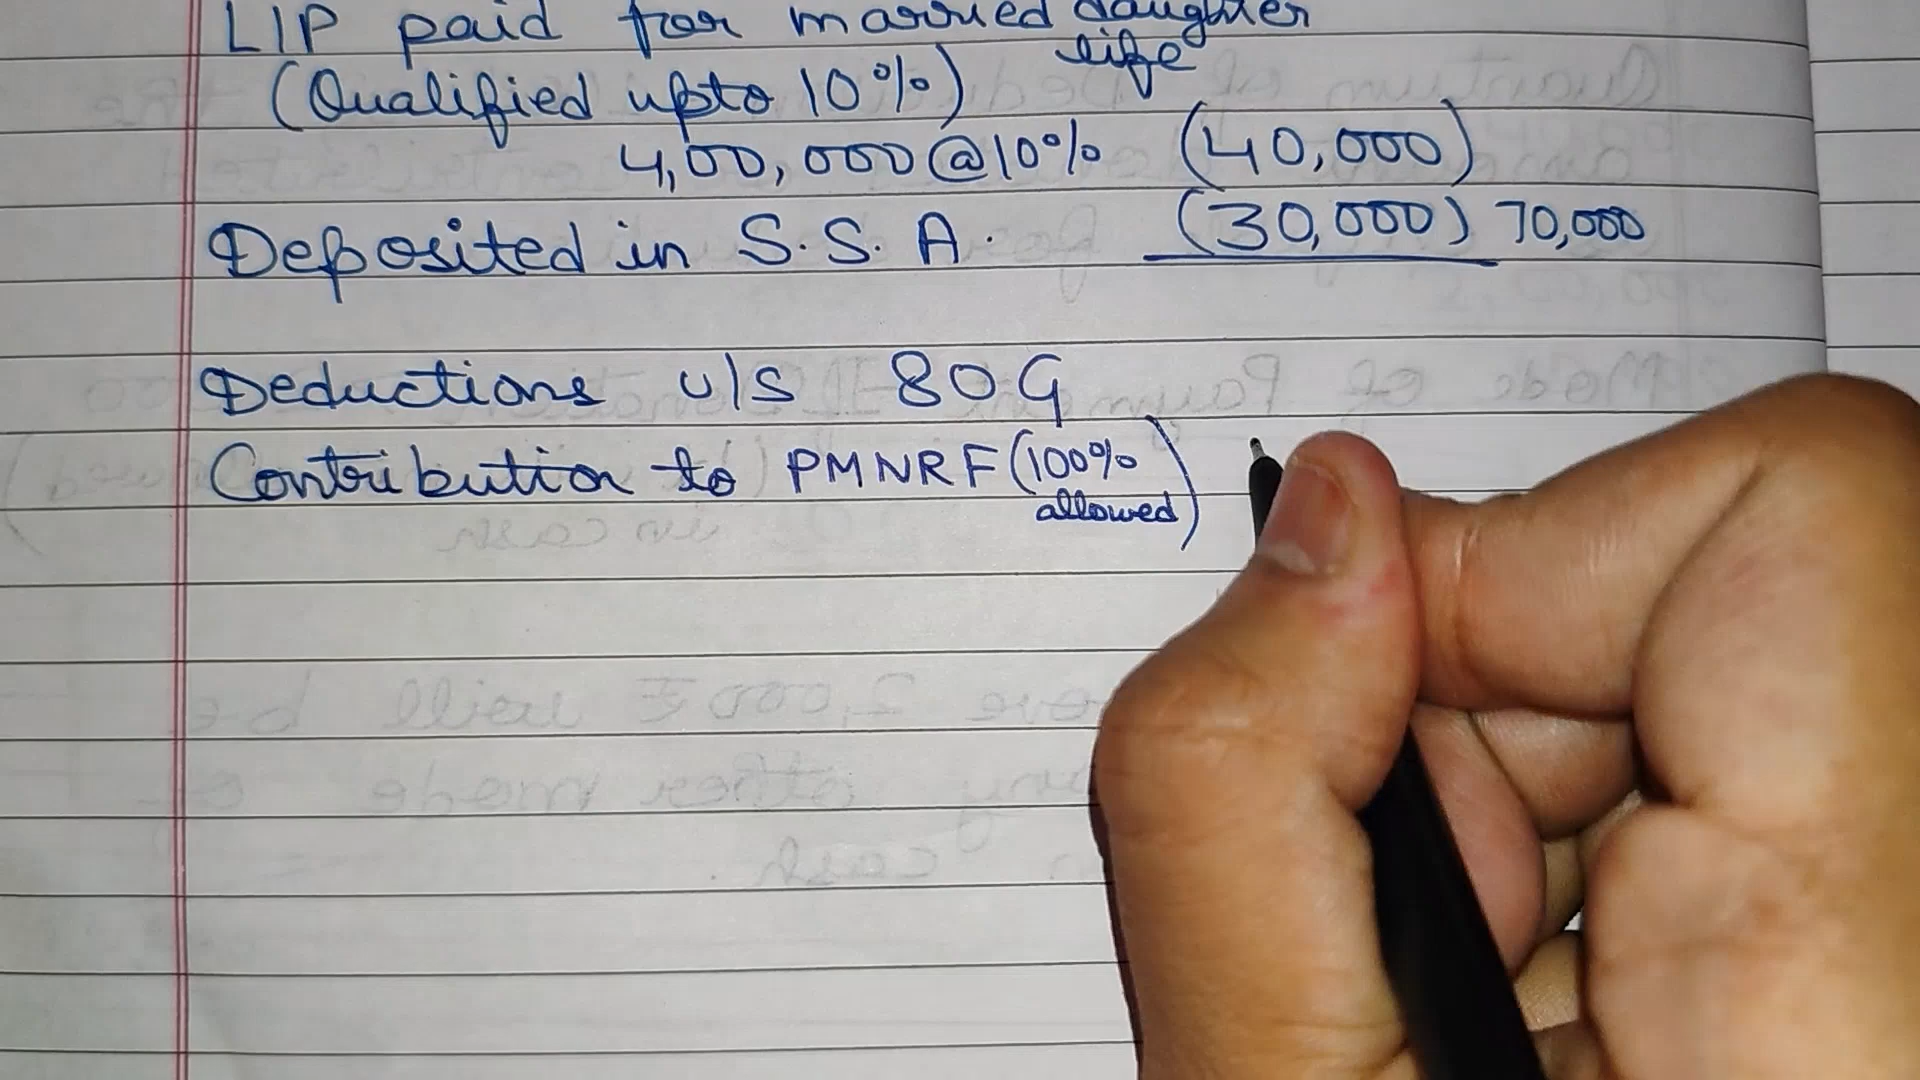 LIP paid for married daughter
life
(Qualified upto 10%)
4,00,000@10% (40,000)
Deposited in S.S.A. (30,000) 70,000
Deductions u/s 80G
Contribution to PMNRF (100%
allowed)